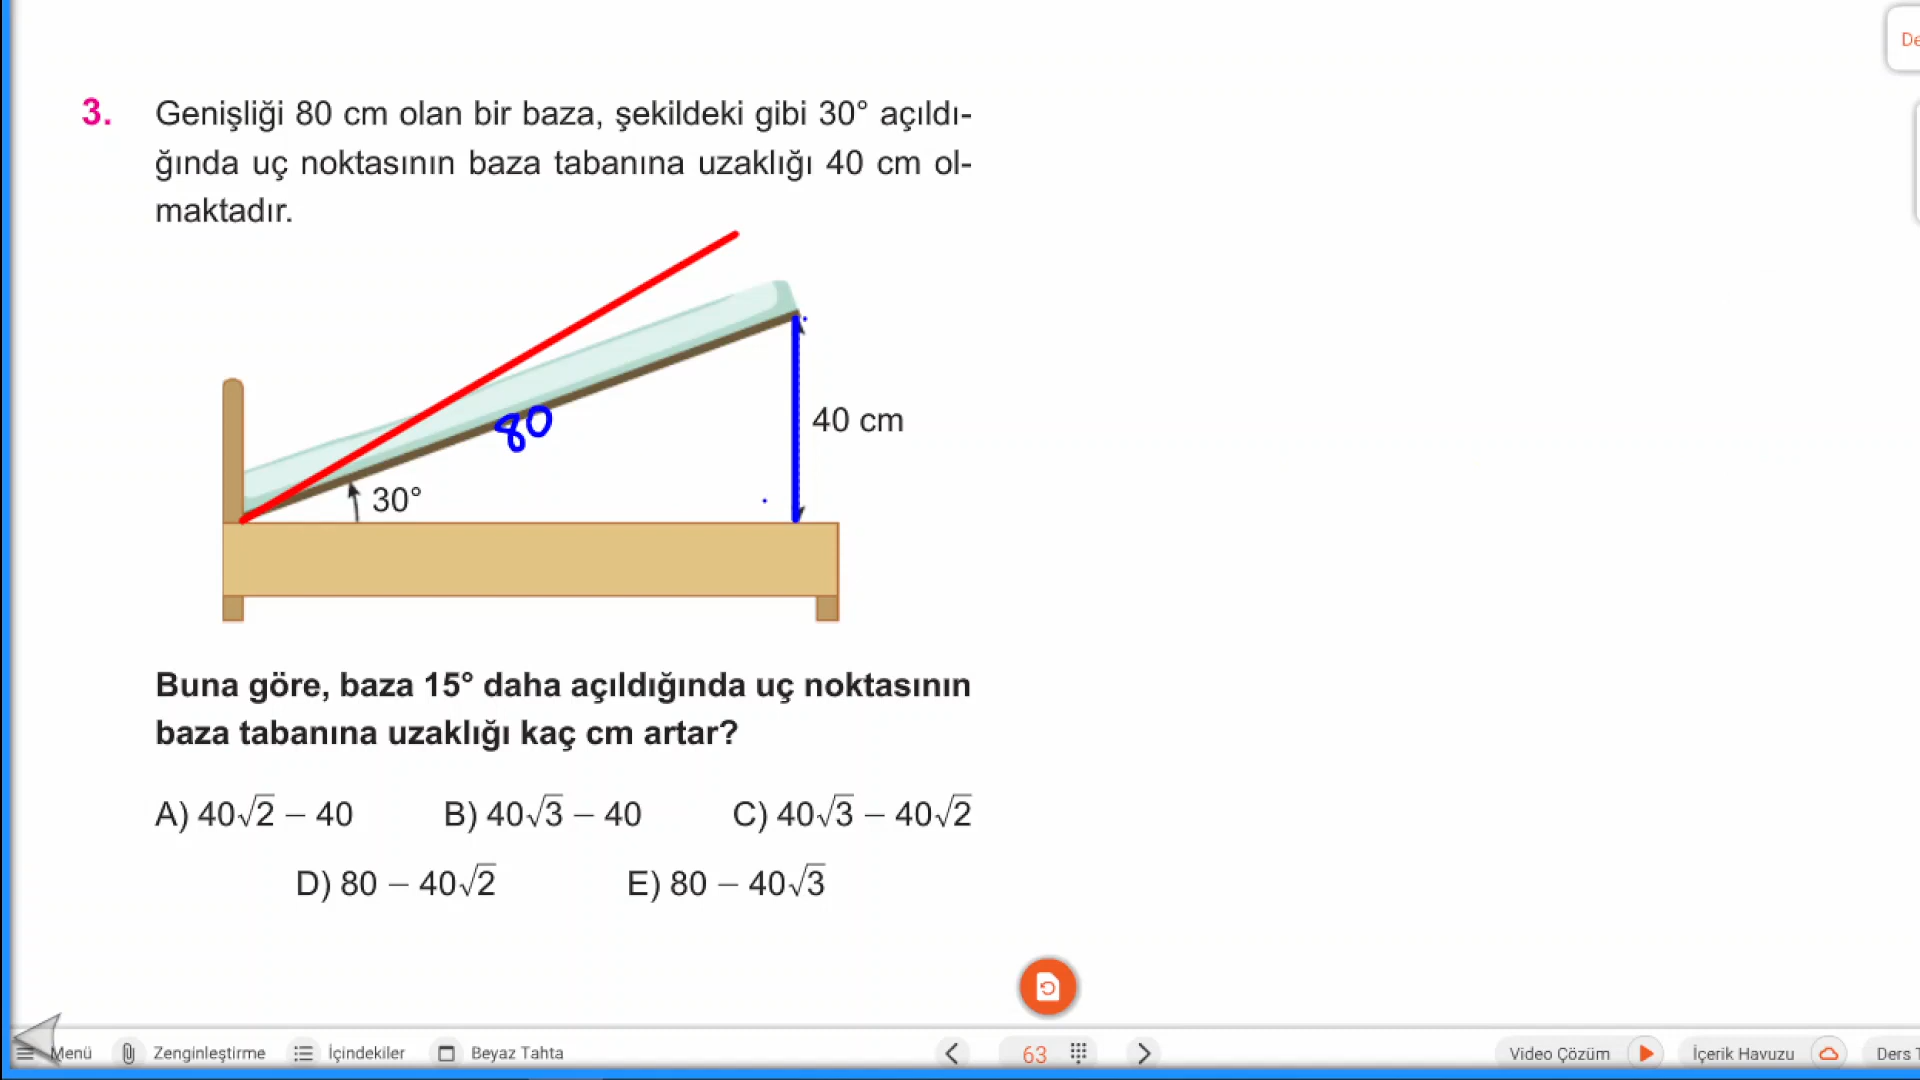 De
3. Genişliği 80 cm olan bir baza, şekildeki gibi 30° açıldı-
ğında uç noktasının baza tabanına uzaklığı 40 cm ol-
maktadır.
80
40 cm
30°
Buna göre, baza 15° daha açıldığında uç noktasının
baza tabanına uzaklığı kaç cm artar?
A) 40√2 – 40 B) 40√3 – 40 C) 40√3 – 40√2
D) 80 – 40√2 E) 80 – 40√3
Menü Zenginleştirme İçindekiler Beyaz Tahta 63 Video Çözüm İçerik Havuzu Ders